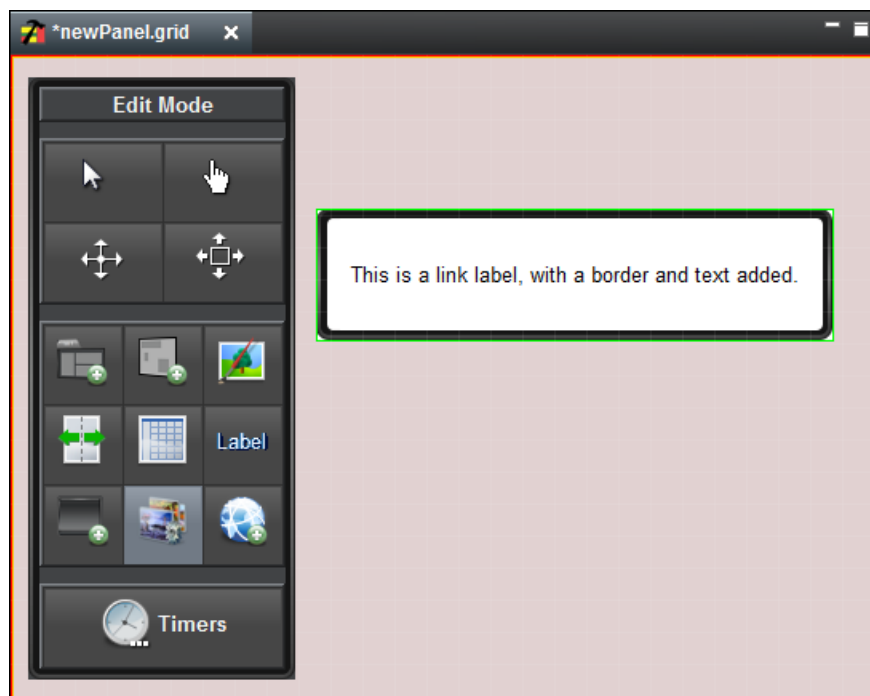 *newPanel.grid
Edit Mode
This is a link label, with a border and text added.
Label
Timers